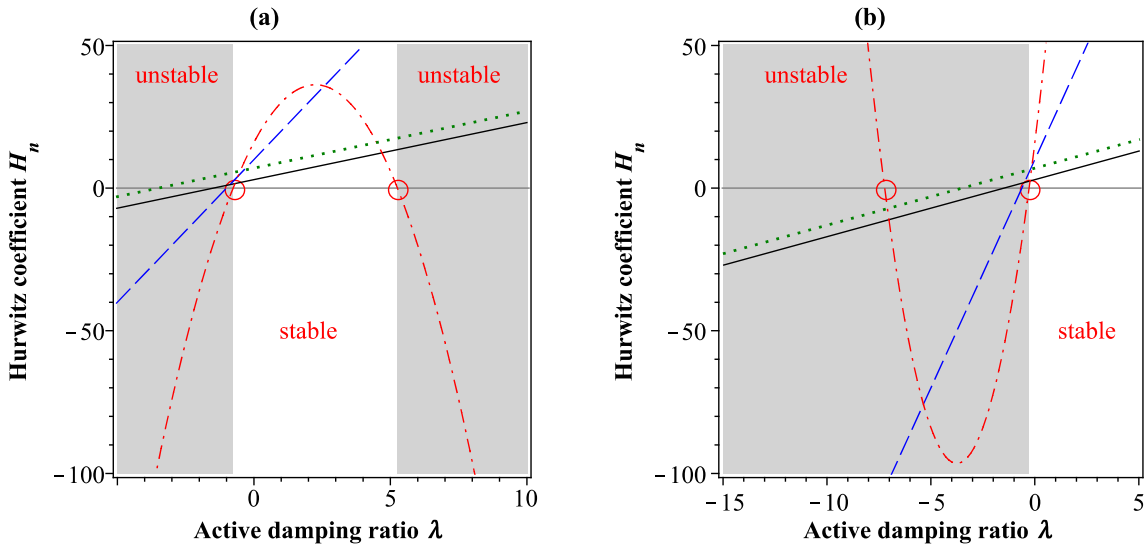 (a)
50
0
−50
−100
unstable
unstable
stable
0
5
10
Hurwitz coefficient H_n
Active damping ratio λ
(b)
50
0
−50
−100
unstable
stable
−15
−10
−5
0
5
Hurwitz coefficient H_n
Active damping ratio λ